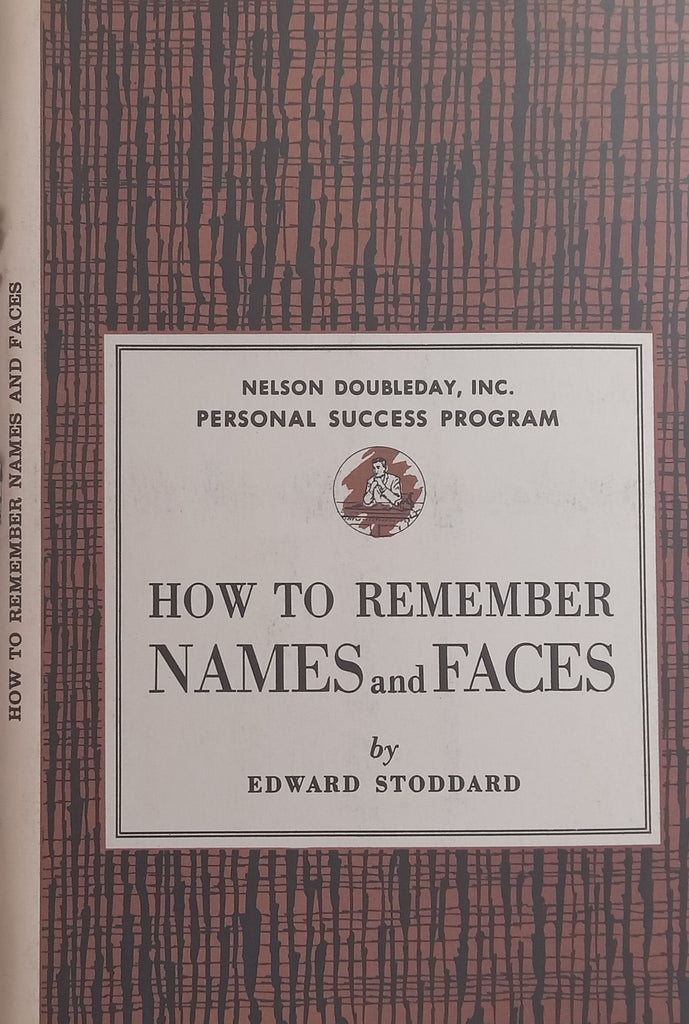 HOW TO REMEMBER NAMES AND FACES
NELSON DOUBLEDAY, INC.
PERSONAL SUCCESS PROGRAM
HOW TO REMEMBER
NAMES and FACES
by
EDWARD STODDARD